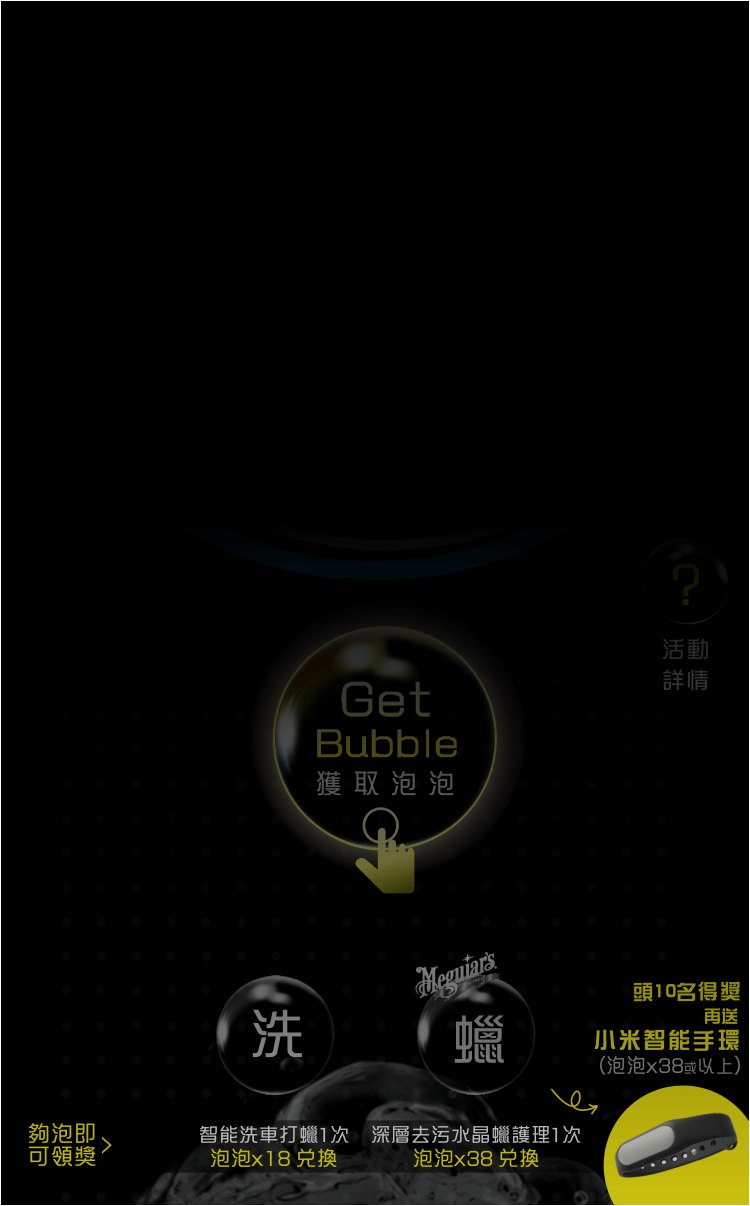 ?
活動
詳情
Get
Bubble
獲取泡泡
Meguiar's
洗
蠟
頭10名得獎
再送
小米智能手環
(泡泡x38或以上)
夠泡即
可領獎 >
智能洗車打蠟1次
泡泡x18 兌換
深層去污水晶蠟護理1次
泡泡x38 兌換